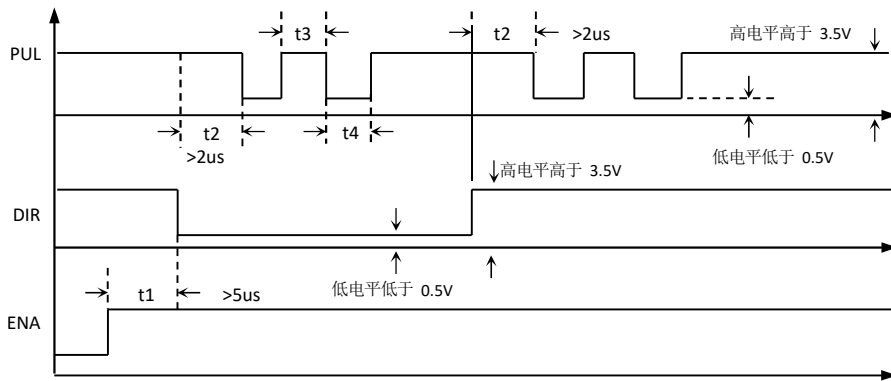 t3
t2
>2us
高电平高于 3.5V
PUL
t2
t4
>2us
低电平低于 0.5V
高电平高于 3.5V
DIR
t1
>5us
低电平低于 0.5V
ENA